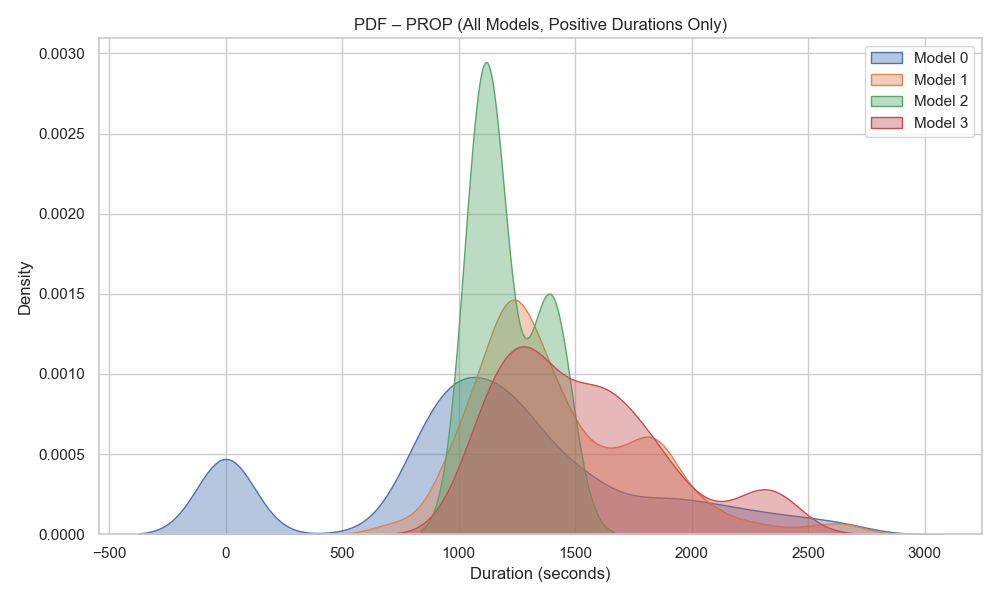 PDF – PROP (All Models, Positive Durations Only)
Model 0
Model 1
Model 2
Model 3
Density
0.0030
0.0025
0.0020
0.0015
0.0010
0.0005
0.0000
−500
0
500
1000
1500
2000
2500
3000
Duration (seconds)